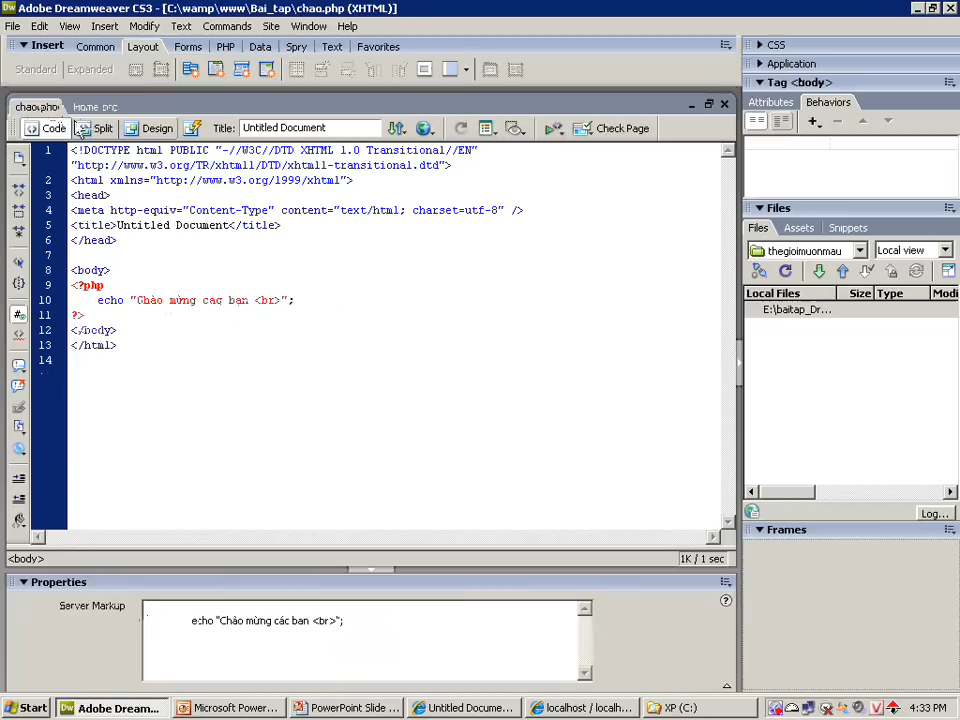 Adobe Dreamweaver CS3 - [C:\wamp\www\Bai_tap\chao.php (XHTML)]
File Edit View Insert Modify Text Commands Site Window Help
Insert Common Layout Forms PHP Data Spry Text Favorites
Standard Expanded
chao.php
Code Split Design Title: Untitled Document Check Page
1 <!DOCTYPE html PUBLIC "-//W3C//DTD XHTML 1.0 Transitional//EN"
"http://www.w3.org/TR/xhtml1/DTD/xhtml1-transitional.dtd">
2 <html xmlns="http://www.w3.org/1999/xhtml">
3 <head>
4 <meta http-equiv="Content-Type" content="text/html; charset=utf-8" />
5 <title>Untitled Document</title>
6 </head>
7
8 <body>
9 <?php
10 echo "Chào mừng các bạn <br>";
11 ?>
12 </body>
13 </html>
14
<body> 1K / 1 sec
Properties
Server Markup
echo "Chào mừng các bạn <br>";
CSS
Application
Tag <body>
Attributes Behaviors
Files
Files Assets Snippets
thegioimuonmau Local view
Local Files Size Type Modi
E:\baitap_Dr...
Log...
Frames
Start Adobe Dream... Microsoft Power... PowerPoint Slide ... Untitled Docume... localhost / localh... XP (C:) 4:33 PM